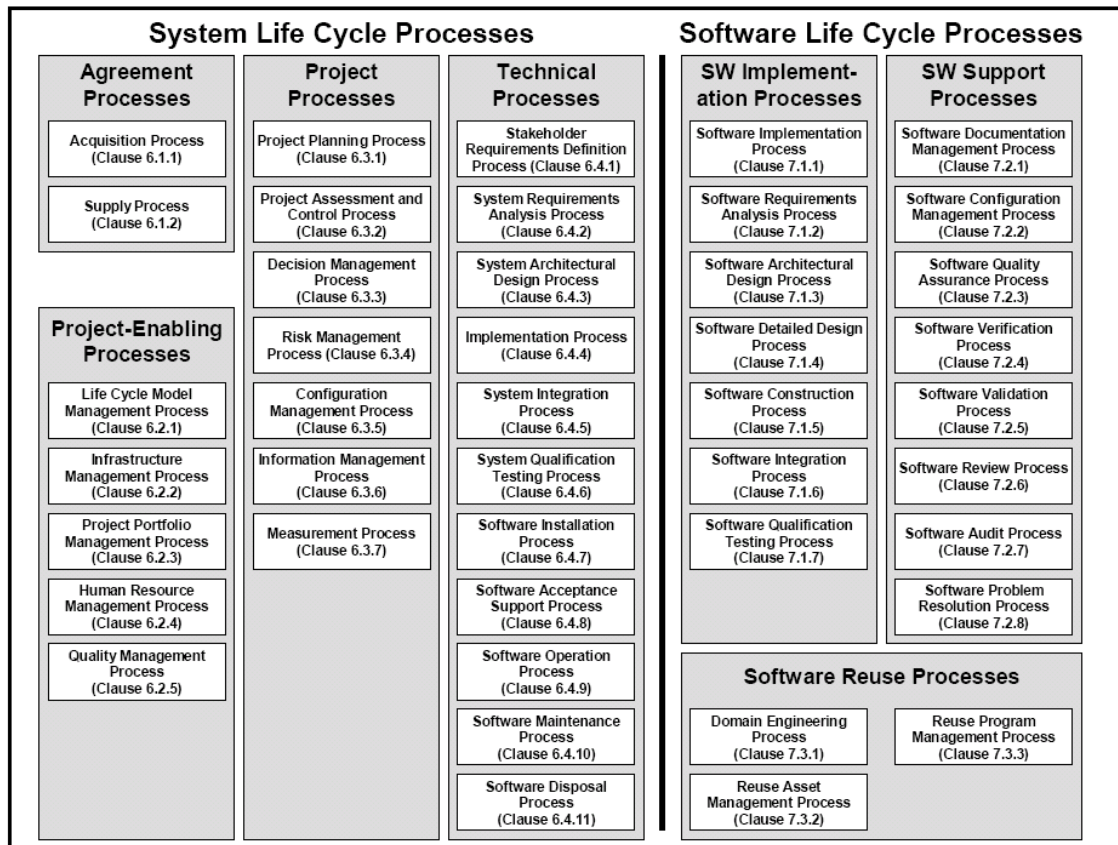 System Life Cycle Processes
Agreement
Processes
Acquisition Process
(Clause 6.1.1)
Supply Process
(Clause 6.1.2)
Project-Enabling
Processes
Life Cycle Model
Management Process
(Clause 6.2.1)
Infrastructure
Management Process
(Clause 6.2.2)
Project Portfolio
Management Process
(Clause 6.2.3)
Human Resource
Management Process
(Clause 6.2.4)
Quality Management
Process
(Clause 6.2.5)
Project
Processes
Project Planning Process
(Clause 6.3.1)
Project Assessment and
Control Process
(Clause 6.3.2)
Decision Management
Process
(Clause 6.3.3)
Risk Management
Process (Clause 6.3.4)
Configuration
Management Process
(Clause 6.3.5)
Information Management
Process
(Clause 6.3.6)
Measurement Process
(Clause 6.3.7)
Technical
Processes
Stakeholder
Requirements Definition
Process (Clause 6.4.1)
System Requirements
Analysis Process
(Clause 6.4.2)
System Architectural
Design Process
(Clause 6.4.3)
Implementation Process
(Clause 6.4.4)
System Integration
Process
(Clause 6.4.5)
System Qualification
Testing Process
(Clause 6.4.6)
Software Installation
Process
(Clause 6.4.7)
Software Acceptance
Support Process
(Clause 6.4.8)
Software Operation
Process
(Clause 6.4.9)
Software Maintenance
Process
(Clause 6.4.10)
Software Disposal
Process
(Clause 6.4.11)
Software Life Cycle Processes
SW Implement-
ation Processes
Software Implementation
Process
(Clause 7.1.1)
Software Requirements
Analysis Process
(Clause 7.1.2)
Software Architectural
Design Process
(Clause 7.1.3)
Software Detailed Design
Process
(Clause 7.1.4)
Software Construction
Process
(Clause 7.1.5)
Software Integration
Process
(Clause 7.1.6)
Software Qualification
Testing Process
(Clause 7.1.7)
SW Support
Processes
Software Documentation
Management Process
(Clause 7.2.1)
Software Configuration
Management Process
(Clause 7.2.2)
Software Quality
Assurance Process
(Clause 7.2.3)
Software Verification
Process
(Clause 7.2.4)
Software Validation
Process
(Clause 7.2.5)
Software Review Process
(Clause 7.2.6)
Software Audit Process
(Clause 7.2.7)
Software Problem
Resolution Process
(Clause 7.2.8)
Software Reuse Processes
Domain Engineering
Process
(Clause 7.3.1)
Reuse Asset
Management Process
(Clause 7.3.2)
Reuse Program
Management Process
(Clause 7.3.3)